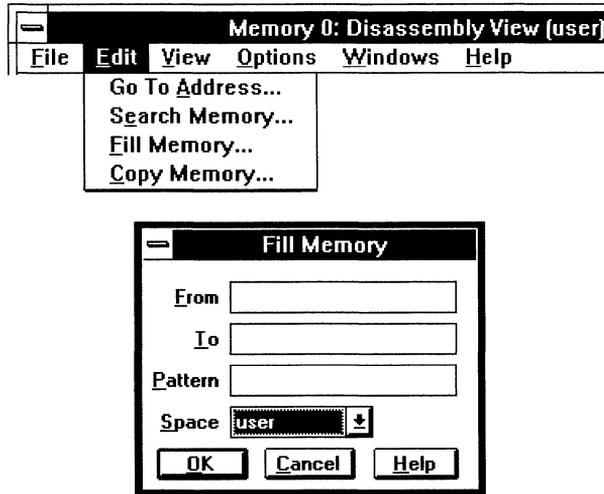 Memory 0: Disassembly View (user)
File Edit View Options Windows Help
Go To Address...
Search Memory...
Fill Memory...
Copy Memory...
Fill Memory
From
To
Pattern
Space user
OK Cancel Help